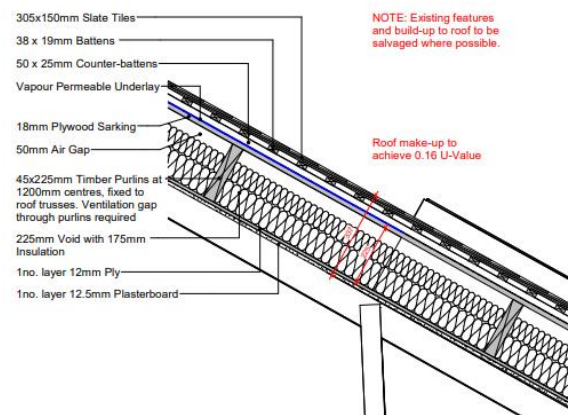 305x150mm Slate Tiles
38 x 19mm Battens
50 x 25mm Counter-battens
Vapour Permeable Underlay
18mm Plywood Sarking
50mm Air Gap
45x225mm Timber Purlins at
1200mm centres, fixed to
roof trusses. Ventilation gap
through purlins required
225mm Void with 175mm
Insulation
1no. layer 12mm Ply
1no. layer 12.5mm Plasterboard
NOTE: Existing features
and build-up to roof to be
salvaged where possible.
Roof make-up to
achieve 0.16 U-Value